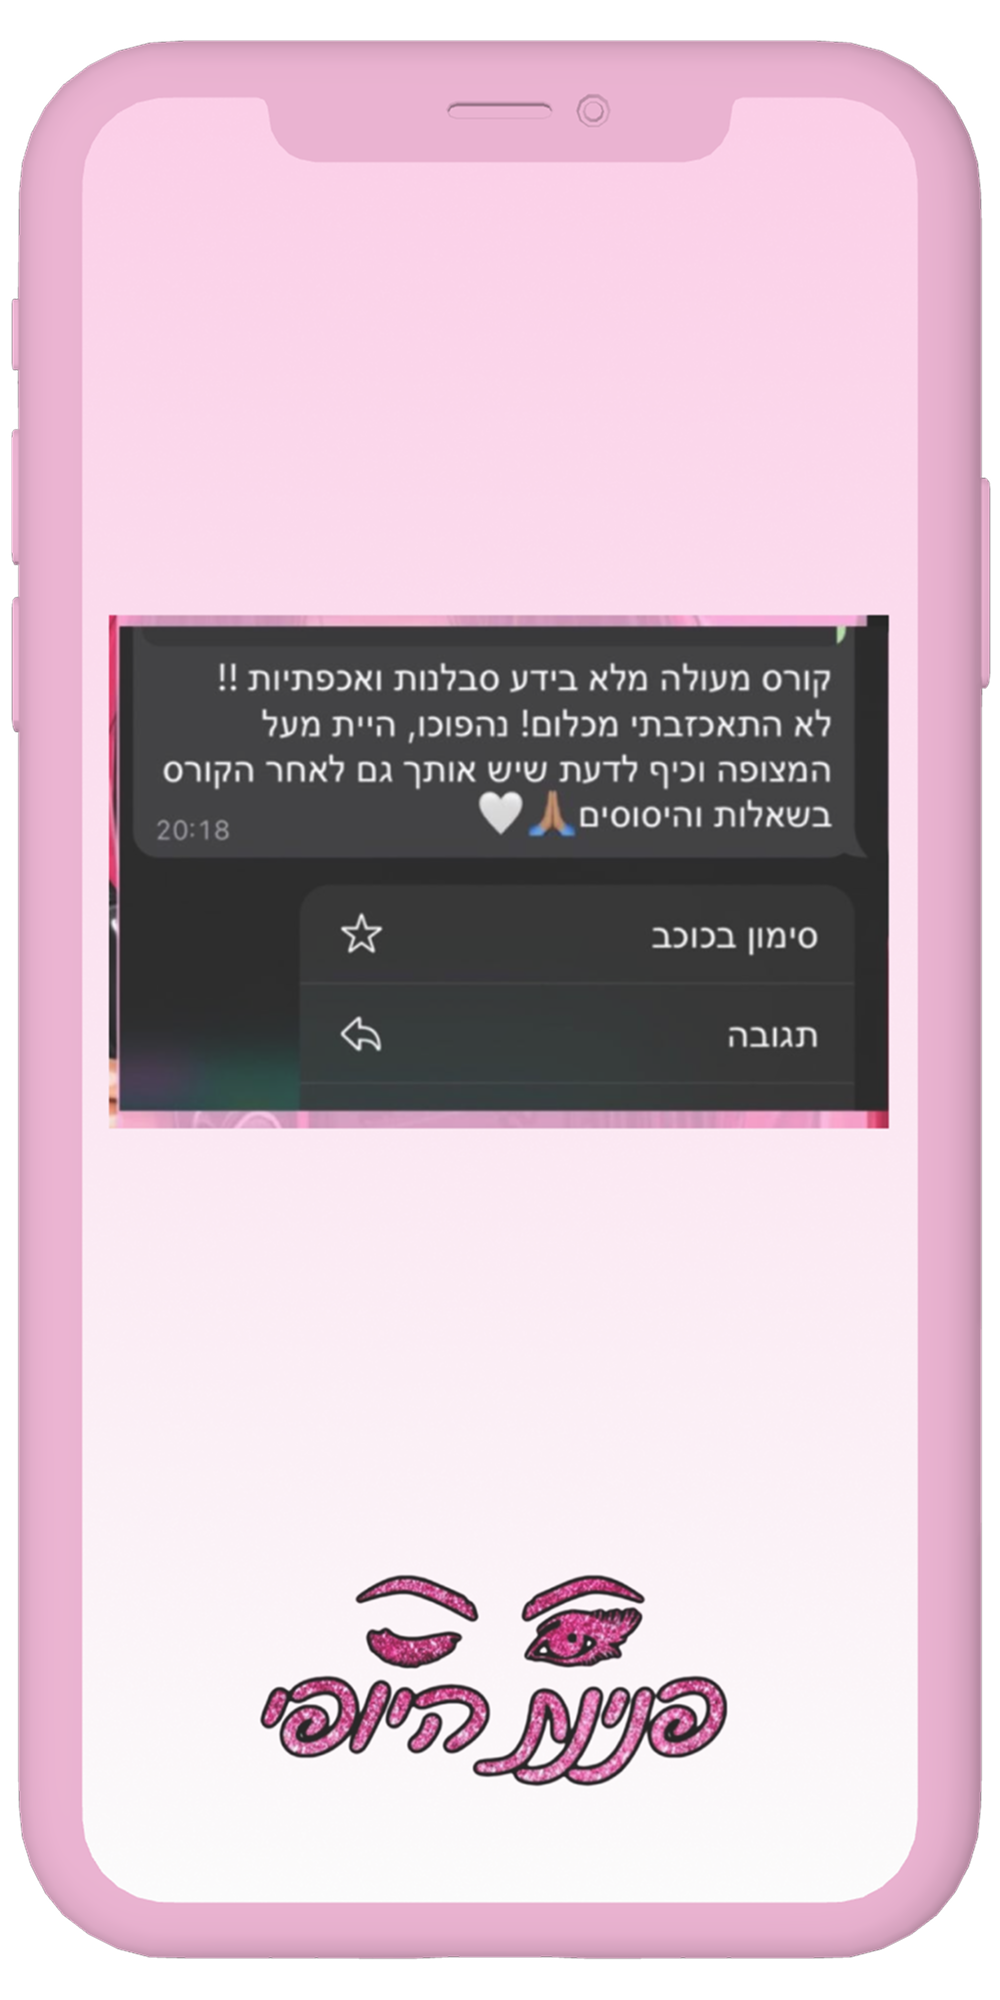 קורס מעולה מלא בידע סבלנות ואכפתיות !!
לא התאכזבתי מכלום! נהפוכו, היית מעל
המצופה וכיף לדעת שיש אותך גם לאחר הקורס
בשאלות והיסוסים🙏🏽🤍
20:18
סימון בכוכב
תגובה
פנינת היופי